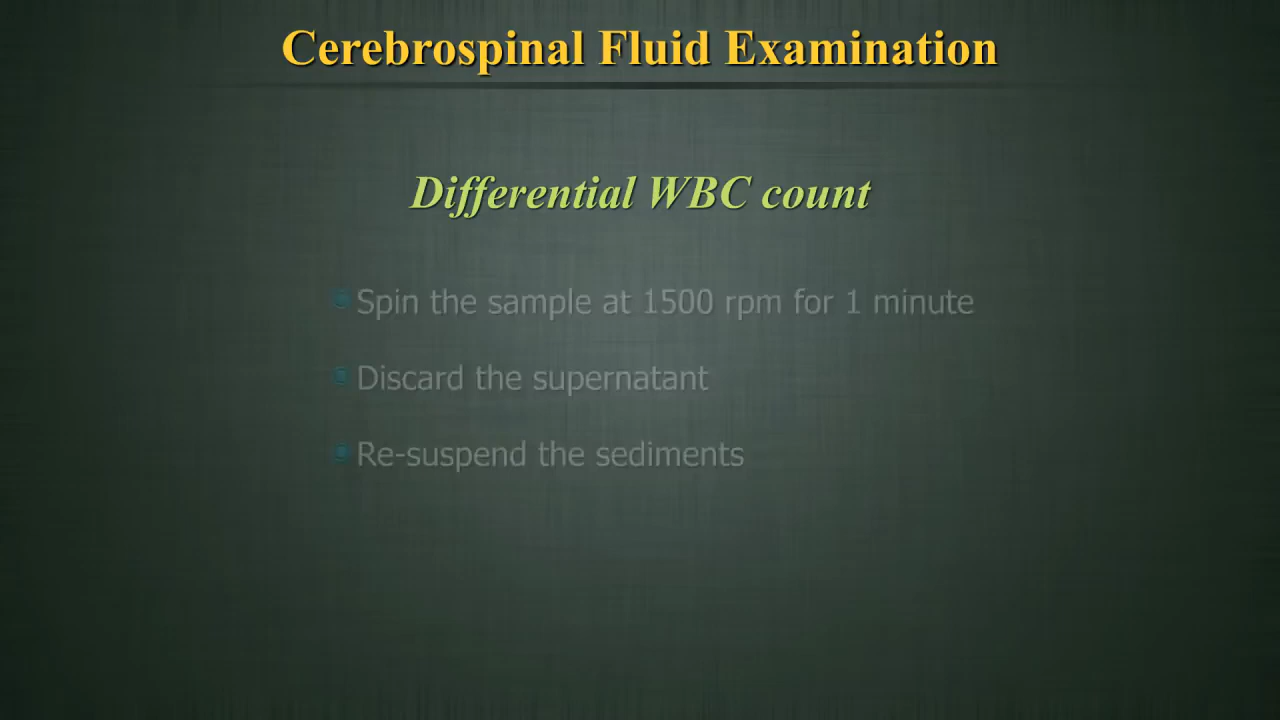 Cerebrospinal Fluid Examination
Differential WBC count
Spin the sample at 1500 rpm for 1 minute
Discard the supernatant
Re-suspend the sediments